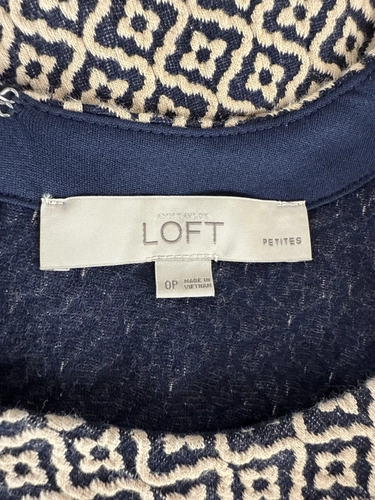 ANN TAYLOR
LOFT
PETITES
0P
MADE IN
VIETNAM